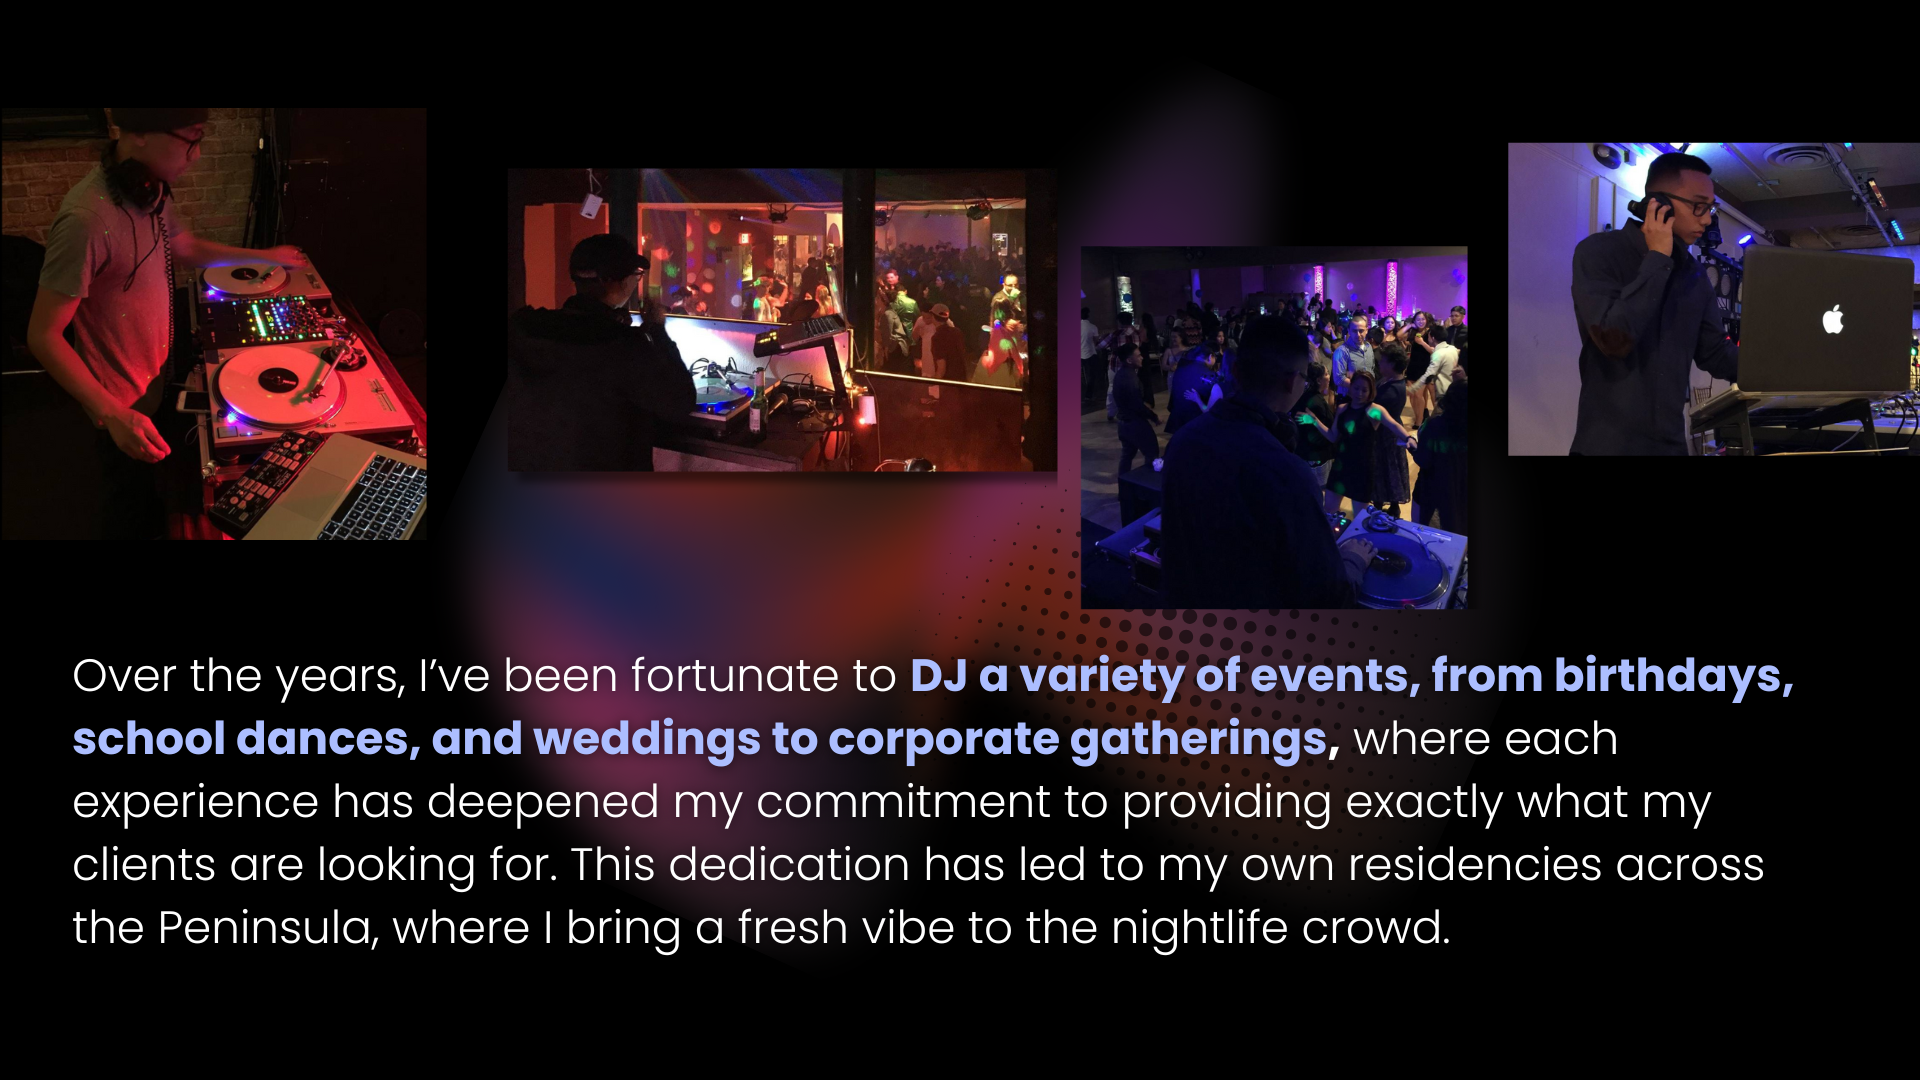 Over the years, I’ve been fortunate to DJ a variety of events, from birthdays,
school dances, and weddings to corporate gatherings, where each
experience has deepened my commitment to providing exactly what my
clients are looking for. This dedication has led to my own residencies across
the Peninsula, where I bring a fresh vibe to the nightlife crowd.